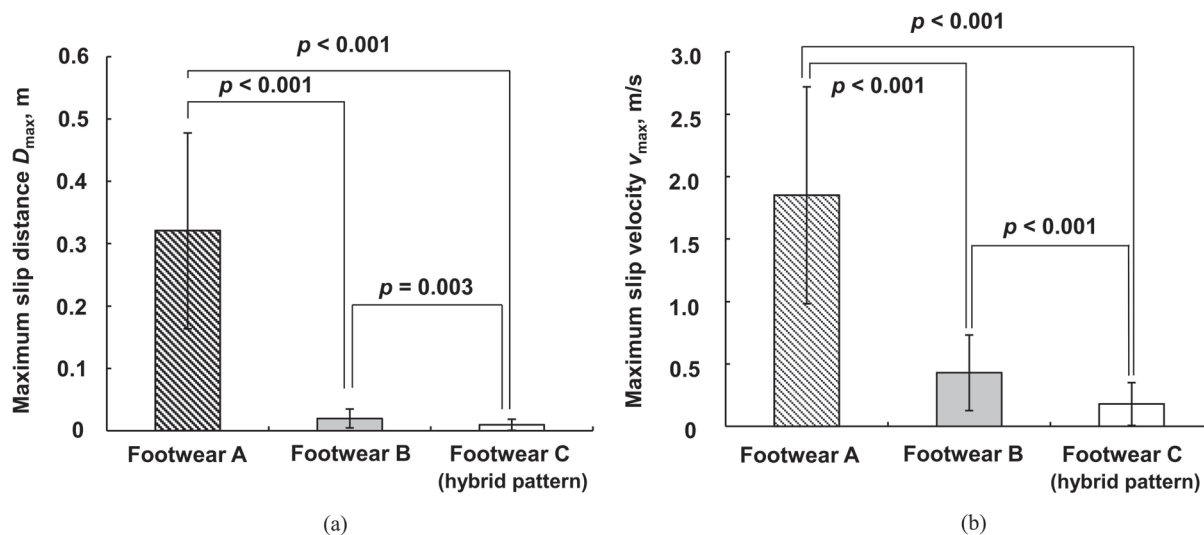 Maximum slip distance Dmax, m
0.6
0.5
0.4
0.3
0.2
0.1
0
p < 0.001
p < 0.001
p = 0.003
Footwear A
Footwear B
Footwear C
(hybrid pattern)
(a)
Maximum slip velocity vmax, m/s
3.0
2.5
2.0
1.5
1.0
0.5
0
p < 0.001
p < 0.001
p < 0.001
Footwear A
Footwear B
Footwear C
(hybrid pattern)
(b)